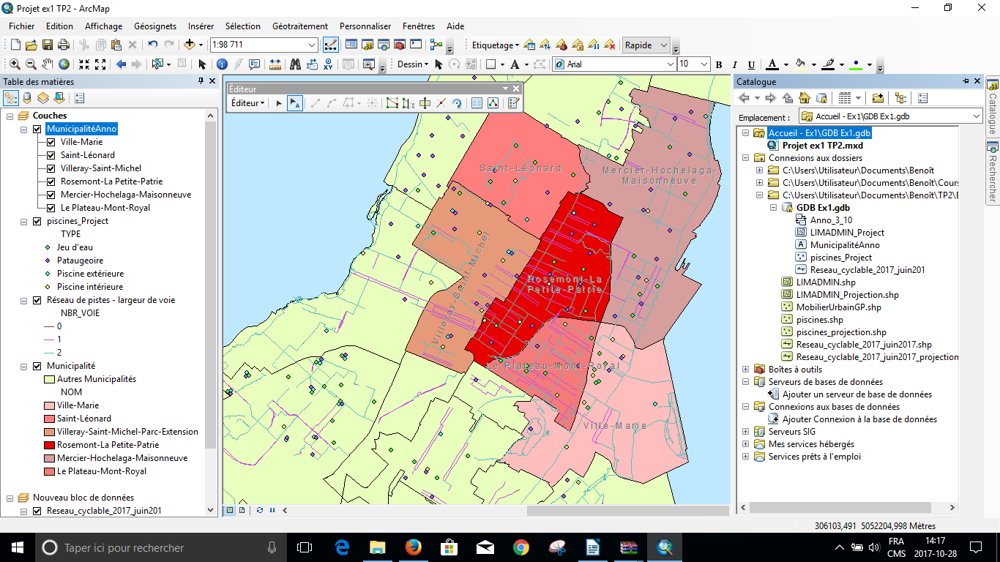 Projet ex1 TP2 - ArcMap
Fichier Edition Affichage Géosignets Insérer Sélection Géotraitement Personnaliser Fenêtres Aide
1:98 711
Etiquetage
Rapide
Dessin
A
Arial
10
B I U A
Table des matières
Couches
MunicipalitéAnno
Ville-Marie
Saint-Léonard
Villeray-Saint-Michel
Rosemont-La Petite-Patrie
Mercier-Hochelaga-Maisonneuve
Le Plateau-Mont-Royal
piscines_Project
TYPE
Jeu d'eau
Pataugeoire
Piscine extérieure
Piscine intérieure
Réseau de pistes - largeur de voie
NBR_VOIE
0
1
2
Municipalité
Autres Municipalités
NOM
Ville-Marie
Saint-Léonard
Villeray-Saint-Michel-Parc-Extension
Rosemont-La Petite-Patrie
Mercier-Hochelaga-Maisonneuve
Le Plateau-Mont-Royal
Nouveau bloc de données
Reseau_cyclable_2017_juin201
Éditeur
Éditeur
Saint-Léonard
Mercier-Hochelaga-
Maisonneuve
Villeray-Saint-Michel
Rosemont-La
Petite-Patrie
Le Plateau-Mont-Royal
Ville-Marie
Catalogue
Emplacement :
Accueil - Ex1\GDB Ex1.gdb
Accueil - Ex1\GDB Ex1.gdb
Projet ex1 TP2.mxd
Connexions aux dossiers
C:\Users\Utilisateur\Documents\Benoît
C:\Users\Utilisateur\Documents\Benoît\Cour
C:\Users\Utilisateur\Documents\Benoît\TP2\E
GDB Ex1.gdb
Anno_3_10
LIMADMIN_Project
MunicipalitéAnno
piscines_Project
Reseau_cyclable_2017_juin201
LIMADMIN.shp
LIMADMIN_Projection.shp
MobilierUrbainGP.shp
piscines.shp
piscines_projection.shp
Reseau_cyclable_2017_juin2017.shp
Reseau_cyclable_2017_juin2017_projection
Boîtes à outils
Serveurs de bases de données
Ajouter un serveur de base de données
Connexions aux bases de données
Ajouter Connexion à la base de données
Serveurs SIG
Mes services hébergés
Services prêts à l'emploi
Catalogue
Rechercher
306103,491 5052204,998 Mètres
Taper ici pour rechercher
FRA
CMS
14:17
2017-10-28